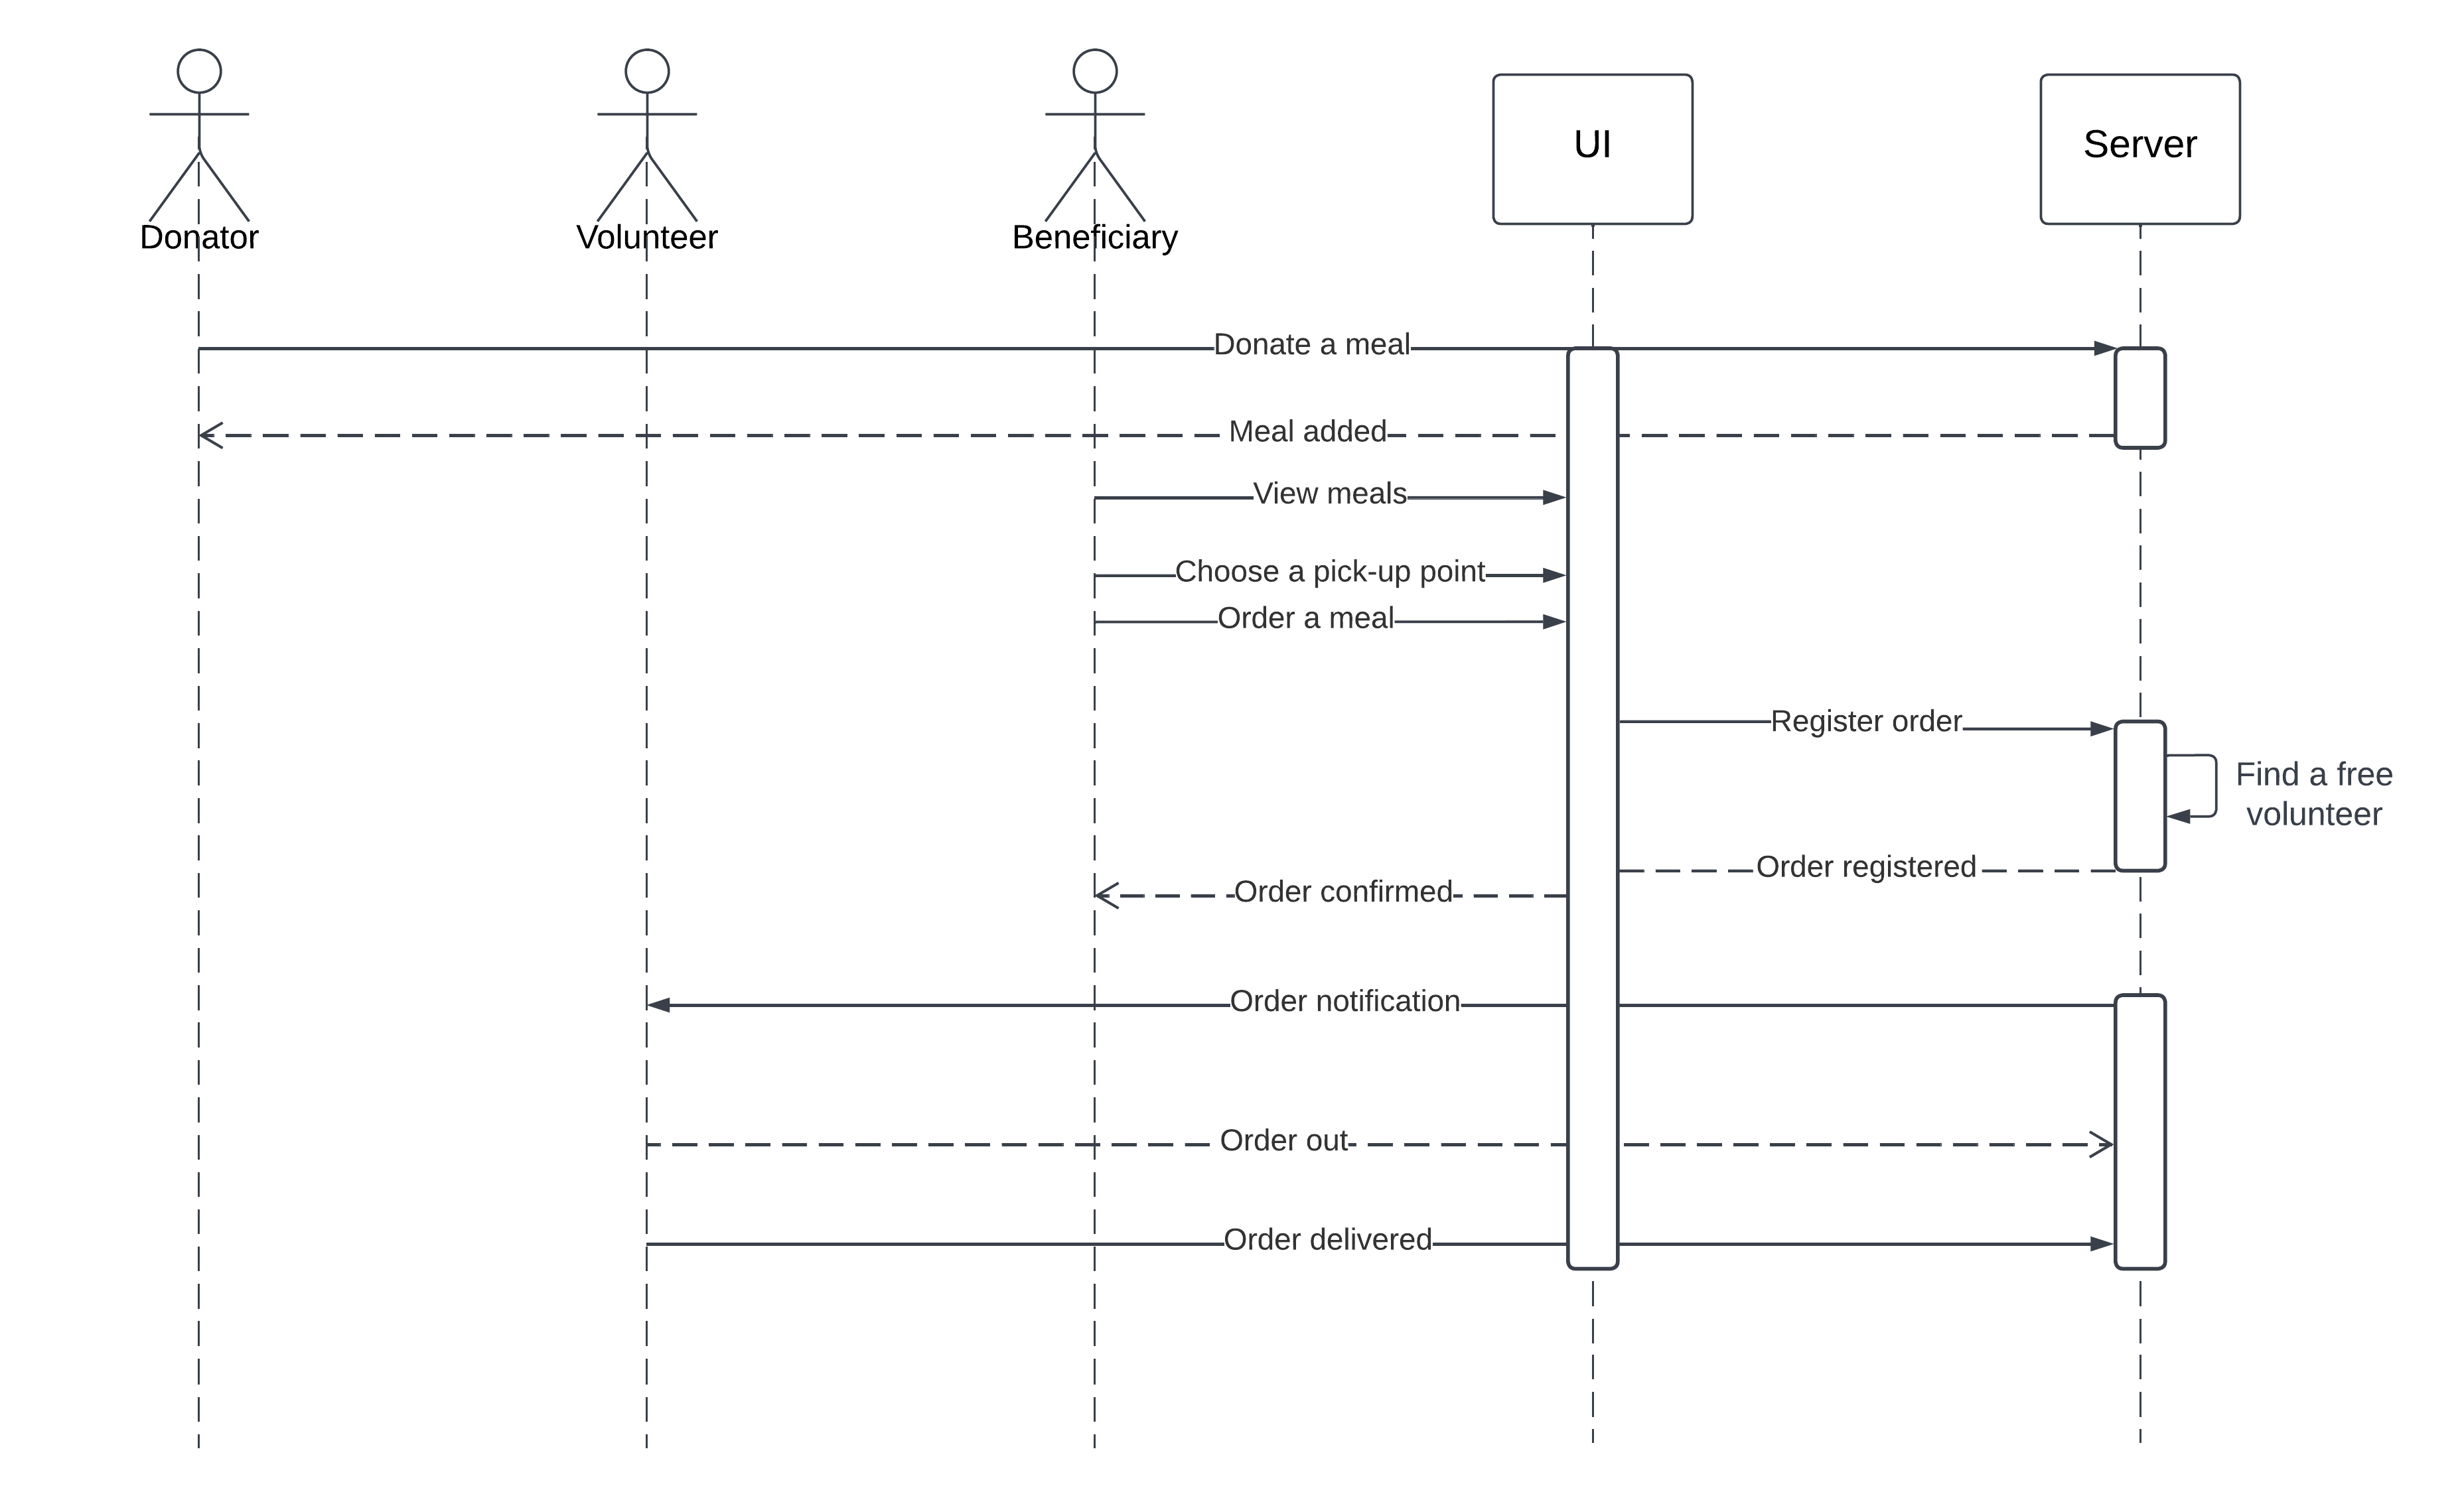 UI
Server
Donator
Volunteer
Beneficiary
Donate a meal
Meal added
View meals
Choose a pick-up point
Order a meal
Register order
Find a free
volunteer
Order registered
Order confirmed
Order notification
Order out
Order delivered